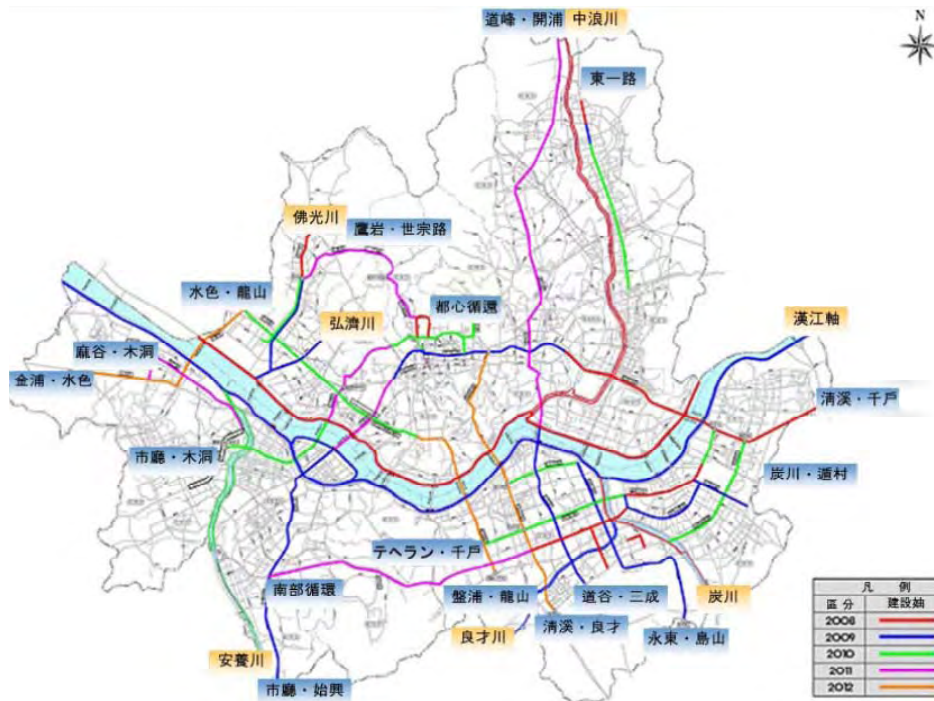 道峰・開浦
中浪川
N
東一路
佛光川
鷹岩・世宗路
水色・龍山
都心循環
弘濟川
漢江軸
麻谷・木洞
金浦・水色
清溪・千戸
市廳・木洞
炭川・遁村
テヘラン・千戸
南部循環
盤浦・龍山
道谷・三成
炭川
良才川
清溪・良才
永東・島山
安養川
市廳・始興
凡 例
區分 建設紬
2008
2009
2010
2011
2012